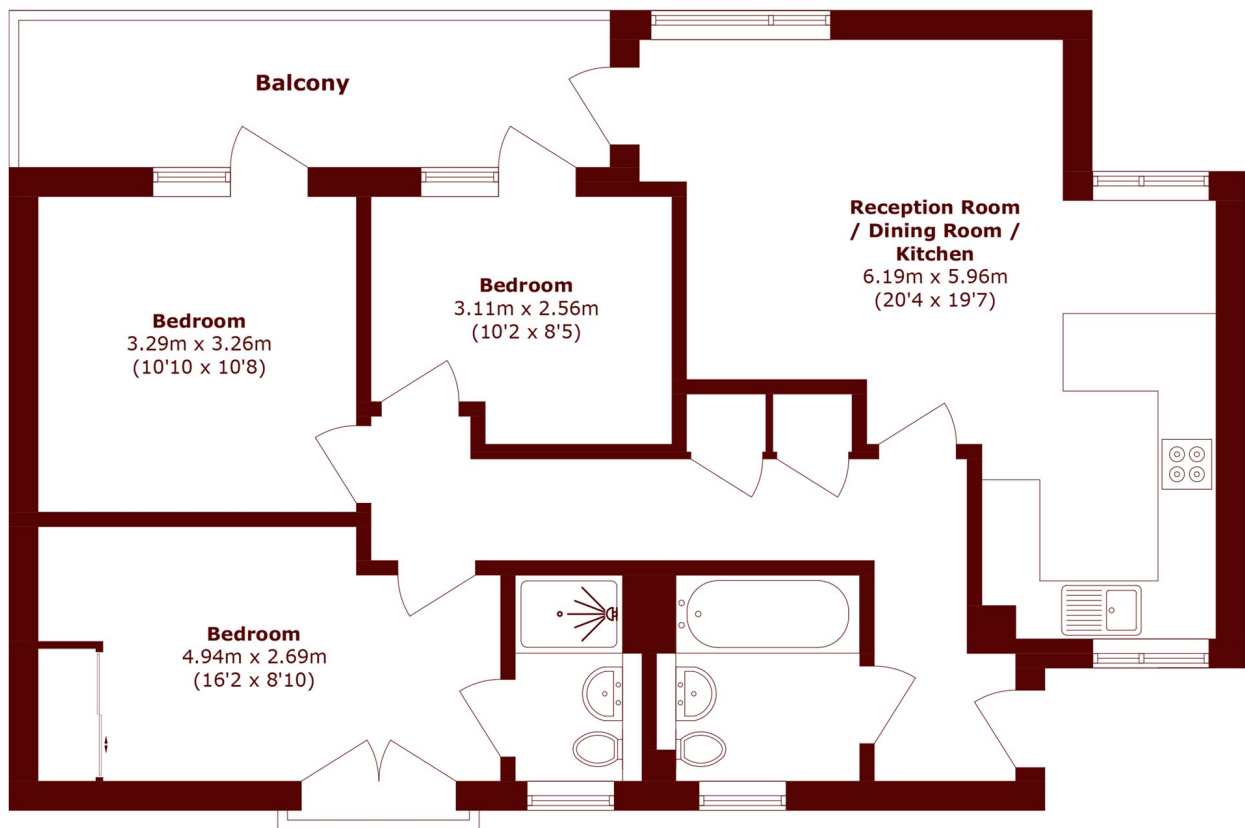 Balcony
Reception Room
/ Dining Room /
Kitchen
6.19m x 5.96m
(20'4 x 19'7)
Bedroom
3.11m x 2.56m
(10'2 x 8'5)
Bedroom
3.29m x 3.26m
(10'10 x 10'8)
Bedroom
4.94m x 2.69m
(16'2 x 8'10)